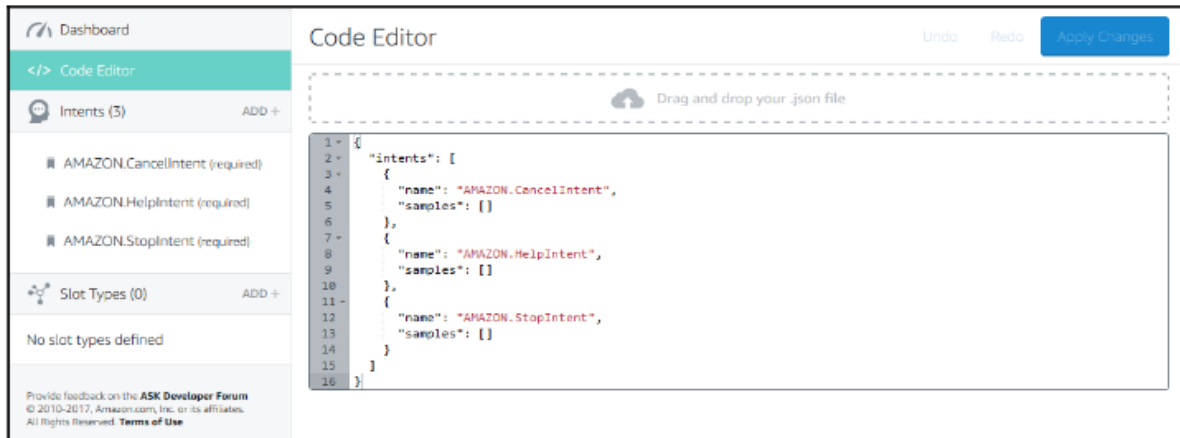 Dashboard
</> Code Editor
Intents (3) ADD +
AMAZON.CancelIntent (required)
AMAZON.HelpIntent (required)
AMAZON.StopIntent (required)
Slot Types (0) ADD +
No slot types defined
Provide feedback on the ASK Developer Forum
© 2010-2017, Amazon.com, Inc. or its affiliates.
All Rights Reserved. Terms of Use
Code Editor Undo Redo Apply Changes
Drag and drop your .json file
1 {
2 "intents": [
3 {
4 "name": "AMAZON.CancelIntent",
5 "samples": []
6 },
7 {
8 "name": "AMAZON.HelpIntent",
9 "samples": []
10 },
11 {
12 "name": "AMAZON.StopIntent",
13 "samples": []
14 }
15 ]
16 }